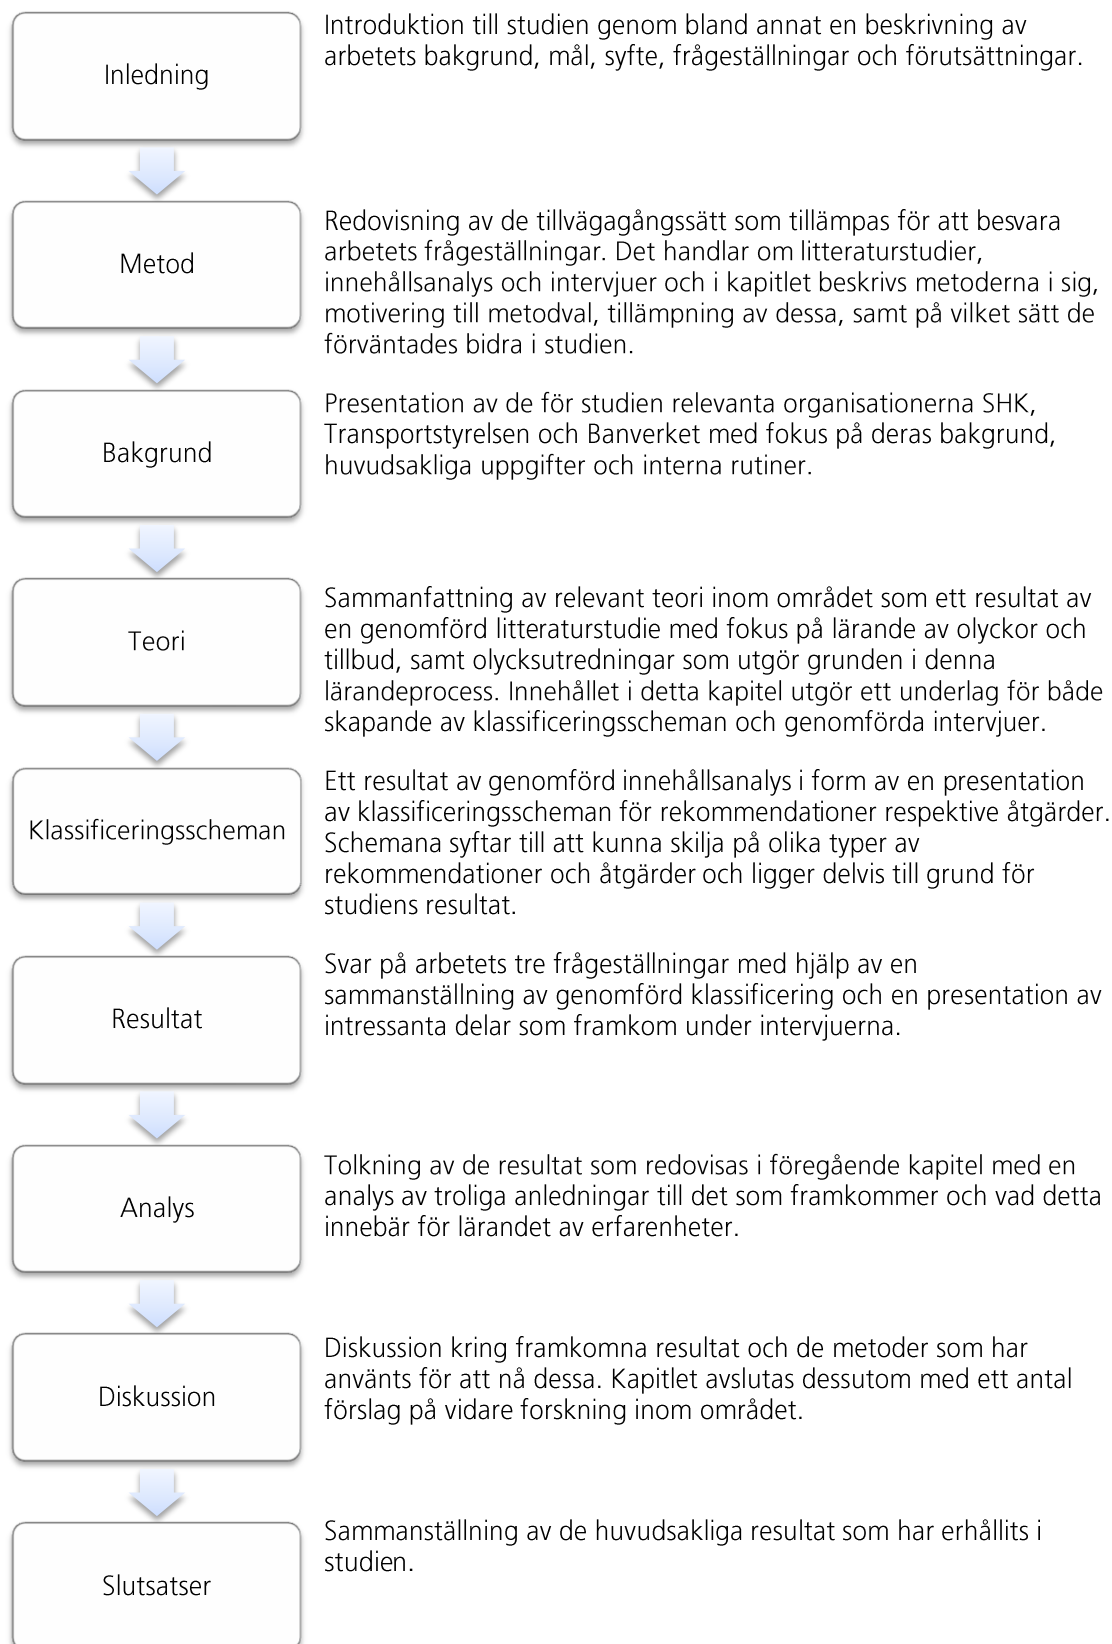 Inledning
Introduktion till studien genom bland annat en beskrivning av
arbetets bakgrund, mål, syfte, frågeställningar och förutsättningar.
Metod
Redovisning av de tillvägagångssätt som tillämpas för att besvara
arbetets frågeställningar. Det handlar om litteraturstudier,
innehållsanalys och intervjuer och i kapitlet beskrivs metoderna i sig,
motivering till metodval, tillämpning av dessa, samt på vilket sätt de
förväntades bidra i studien.
Bakgrund
Presentation av de för studien relevanta organisationerna SHK,
Transportstyrelsen och Banverket med fokus på deras bakgrund,
huvudsakliga uppgifter och interna rutiner.
Teori
Sammanfattning av relevant teori inom området som ett resultat av
en genomförd litteraturstudie med fokus på lärande av olyckor och
tillbud, samt olycksutredningar som utgör grunden i denna
lärandeprocess. Innehållet i detta kapitel utgör ett underlag för både
skapande av klassificeringsscheman och genomförda intervjuer.
Klassificeringsscheman
Ett resultat av genomförd innehållsanalys i form av en presentation
av klassificeringsscheman för rekommendationer respektive åtgärder.
Schemana syftar till att kunna skilja på olika typer av
rekommendationer och åtgärder och ligger delvis till grund för
studiens resultat.
Resultat
Svar på arbetets tre frågeställningar med hjälp av en
sammanställning av genomförd klassificering och en presentation av
intressanta delar som framkom under intervjuerna.
Analys
Tolkning av de resultat som redovisas i föregående kapitel med en
analys av troliga anledningar till det som framkommer och vad detta
innebär för lärandet av erfarenheter.
Diskussion
Diskussion kring framkomna resultat och de metoder som har
använts för att nå dessa. Kapitlet avslutas dessutom med ett antal
förslag på vidare forskning inom området.
Slutsatser
Sammanställning av de huvudsakliga resultat som har erhållits i
studien.